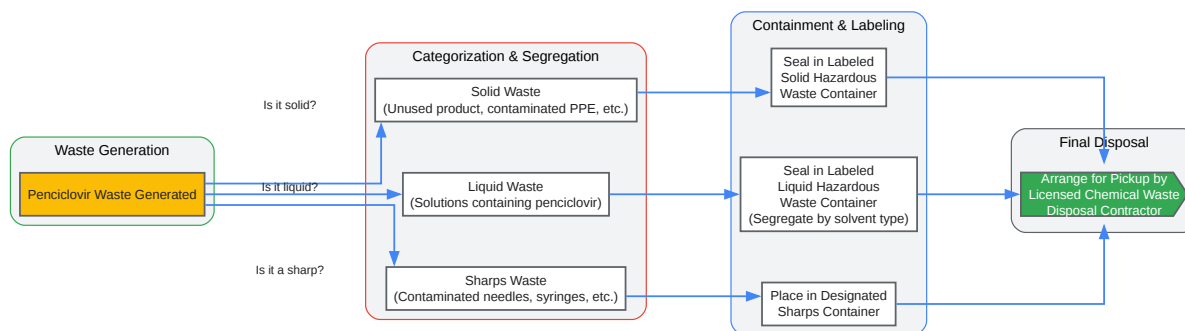 Waste Generation
Penciclovir Waste Generated
Is it solid?
Is it liquid?
Is it a sharp?
Categorization & Segregation
Solid Waste
(Unused product, contaminated PPE, etc.)
Liquid Waste
(Solutions containing penciclovir)
Sharps Waste
(Contaminated needles, syringes, etc.)
Containment & Labeling
Seal in Labeled
Solid Hazardous
Waste Container
Seal in Labeled
Liquid Hazardous
Waste Container
(Segregate by solvent type)
Place in Designated
Sharps Container
Final Disposal
Arrange for Pickup by
Licensed Chemical Waste
Disposal Contractor